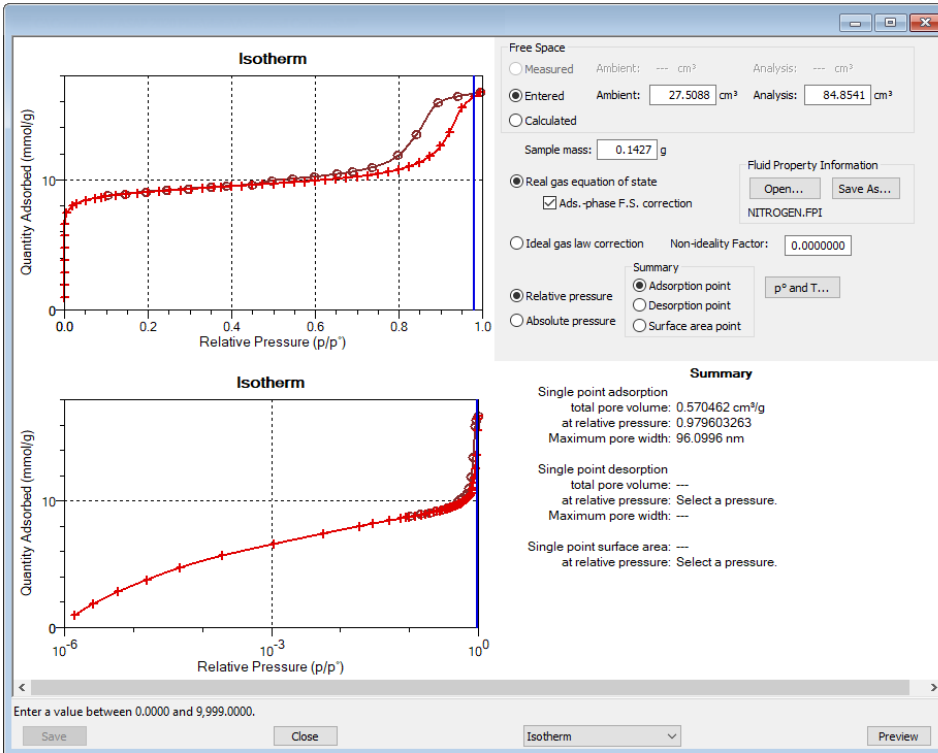 Isotherm
Quantity Adsorbed (mmol/g)
10
0
0.0 0.2 0.4 0.6 0.8 1.0
Relative Pressure (p/p°)
Free Space
Measured Ambient: --- cm³ Analysis: --- cm³
Entered Ambient: 27.5088 cm³ Analysis: 84.8541 cm³
Calculated
Sample mass: 0.1427 g
Real gas equation of state
Ads.-phase F.S. correction
Fluid Property Information
Open... Save As...
NITROGEN.FPI
Ideal gas law correction Non-ideality Factor: 0.0000000
Relative pressure
Absolute pressure
Summary
Adsorption point
Desorption point
Surface area point
p° and T...
Isotherm
Quantity Adsorbed (mmol/g)
10
0
10⁻⁶ 10⁻³ 10⁰
Relative Pressure (p/p°)
Summary
Single point adsorption
total pore volume: 0.570462 cm³/g
at relative pressure: 0.979603263
Maximum pore width: 96.0996 nm
Single point desorption
total pore volume: ---
at relative pressure: Select a pressure.
Maximum pore width: ---
Single point surface area: ---
at relative pressure: Select a pressure.
Enter a value between 0.0000 and 9,999.0000.
Save Close Isotherm Preview